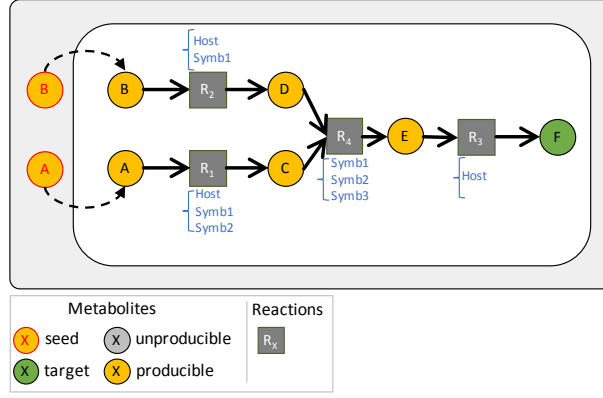 Host
Symb1
B
B
R2
D
R4
E
R3
F
A
A
R1
C
Symb1
Symb2
Symb3
Host
Host
Symb1
Symb2
Metabolites
Reactions
X seed
X unproducible
RX
X target
X producible